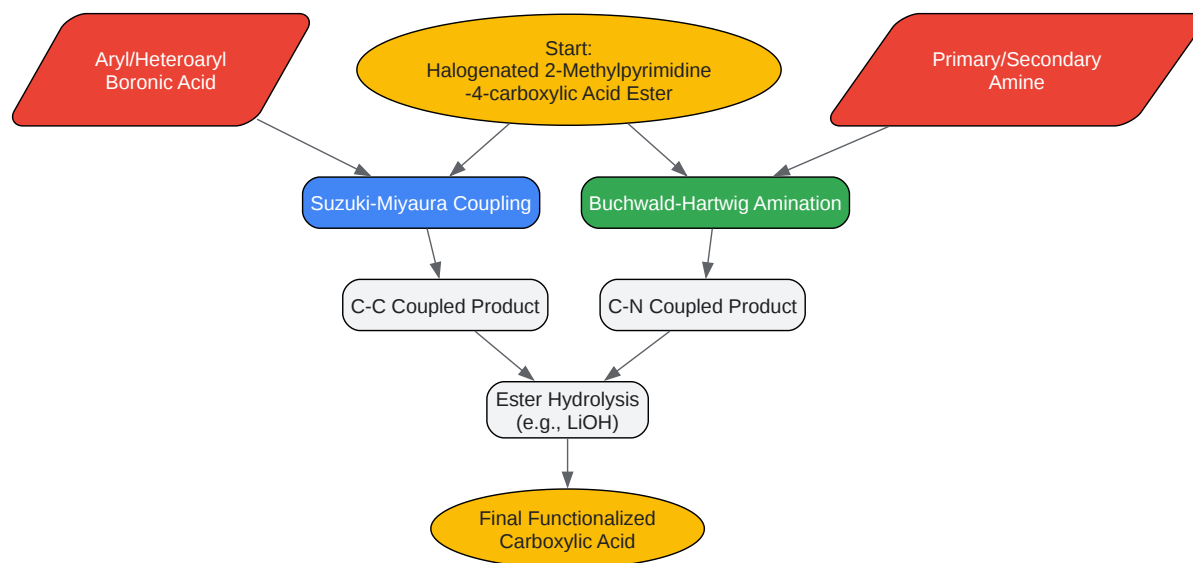 Aryl/Heteroaryl
Boronic Acid
Start:
Halogenated 2-Methylpyrimidine
-4-carboxylic Acid Ester
Primary/Secondary
Amine
Suzuki-Miyaura Coupling
Buchwald-Hartwig Amination
C-C Coupled Product
C-N Coupled Product
Ester Hydrolysis
(e.g., LiOH)
Final Functionalized
Carboxylic Acid